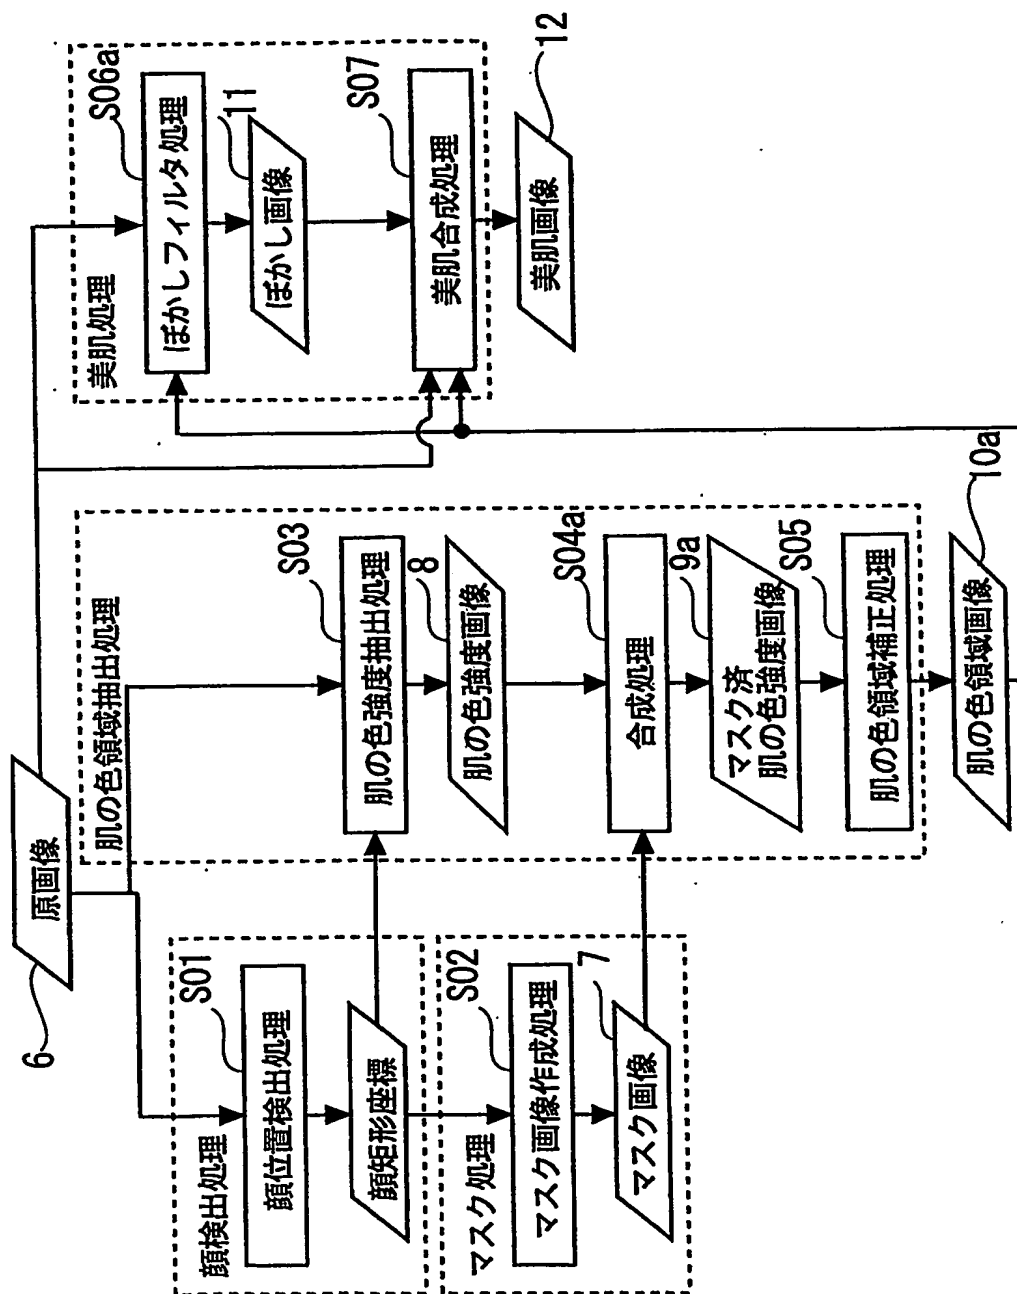 原画像
6
顔検出処理
顔位置検出処理
S01
顔矩形座標
マスク処理
マスク画像作成処理
S02
マスク画像
7
肌の色領域抽出処理
肌の色強度抽出処理
S03
肌の色強度画像
8
合成処理
S04a
マスク済
肌の色強度画像
9a
肌の色領域補正処理
S05
肌の色領域画像
10a
美肌処理
ぼかしフィルタ処理
S06a
ぼかし画像
11
美肌合成処理
S07
美肌画像
12